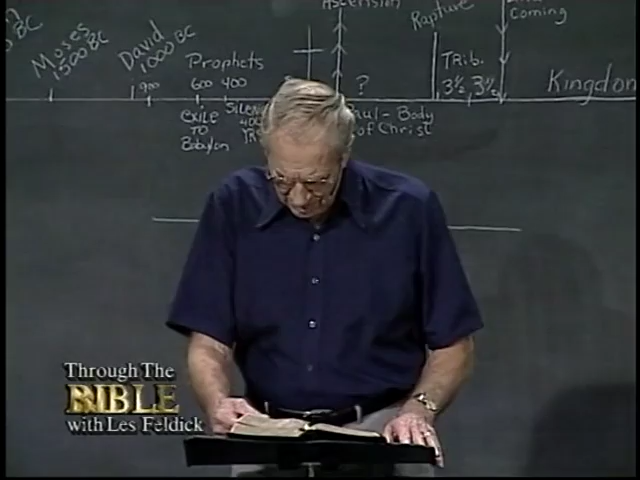 Ascension
Rapture
Coming
Moses
1500 BC
David
1000 BC
900
Prophets
600 400
?
Trib.
3½ 3½
Kingdom
Exile
To
Babylon
400
Paul - Body
of Christ
Through The
BIBLE
with Les Feldick